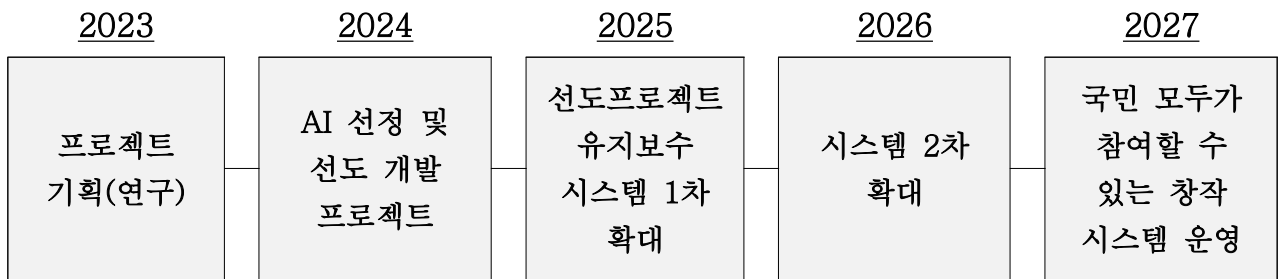 2023
프로젝트
기획(연구)
2024
AI 선정 및
선도 개발
프로젝트
2025
선도프로젝트
유지보수
시스템 1차
확대
2026
시스템 2차
확대
2027
국민 모두가
참여할 수
있는 창작
시스템 운영